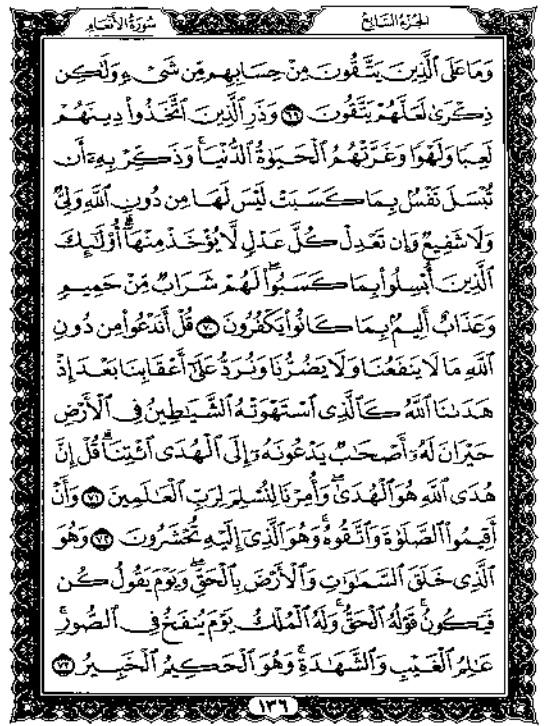 الجزء السابع
سورة الأنعام
وَمَا عَلَى ٱلَّذِينَ يَتَّقُونَ مِنْ حِسَابِهِم مِّن شَىْءٍ وَلَٰكِن
ذِكْرَىٰ لَعَلَّهُمْ يَتَّقُونَ ٦٩ وَذَرِ ٱلَّذِينَ ٱتَّخَذُوا۟ دِينَهُمْ
لَعِبًا وَلَهْوًا وَغَرَّتْهُمُ ٱلْحَيَوٰةُ ٱلدُّنْيَا ۚ وَذَكِّرْ بِهِۦٓ أَن
تُبْسَلَ نَفْسٌۢ بِمَا كَسَبَتْ لَيْسَ لَهَا مِن دُونِ ٱللَّهِ وَلِىٌّ
وَلَا شَفِيعٌ وَإِن تَعْدِلْ كُلَّ عَدْلٍ لَّا يُؤْخَذْ مِنْهَآ ۗ أُو۟لَٰٓئِكَ
ٱلَّذِينَ أُبْسِلُوا۟ بِمَا كَسَبُوا۟ ۖ لَهُمْ شَرَابٌ مِّنْ حَمِيمٍ
وَعَذَابٌ أَلِيمٌۢ بِمَا كَانُوا۟ يَكْفُرُونَ ٧٠ قُلْ أَنَدْعُوا۟ مِن دُونِ
ٱللَّهِ مَا لَا يَنفَعُنَا وَلَا يَضُرُّنَا وَنُرَدُّ عَلَىٰٓ أَعْقَابِنَا بَعْدَ إِذْ
هَدَىٰنَا ٱللَّهُ كَٱلَّذِى ٱسْتَهْوَتْهُ ٱلشَّيَٰطِينُ فِى ٱلْأَرْضِ
حَيْرَانَ لَهُۥٓ أَصْحَٰبٌ يَدْعُونَهُۥٓ إِلَى ٱلْهُدَى ٱئْتِنَا ۗ قُلْ إِنَّ
هُدَى ٱللَّهِ هُوَ ٱلْهُدَىٰ ۖ وَأُمِرْنَا لِنُسْلِمَ لِرَبِّ ٱلْعَٰلَمِينَ ٧١ وَأَنْ
أَقِيمُوا۟ ٱلصَّلَوٰةَ وَٱتَّقُوهُ ۚ وَهُوَ ٱلَّذِىٓ إِلَيْهِ تُحْشَرُونَ ٧٢ وَهُوَ
ٱلَّذِى خَلَقَ ٱلسَّمَٰوَٰتِ وَٱلْأَرْضَ بِٱلْحَقِّ ۖ وَيَوْمَ يَقُولُ كُن
فَيَكُونُ ۚ قَوْلُهُ ٱلْحَقُّ ۚ وَلَهُ ٱلْمُلْكُ يَوْمَ يُنفَخُ فِى ٱلصُّورِ ۚ
عَٰلِمُ ٱلْغَيْبِ وَٱلشَّهَٰدَةِ ۚ وَهُوَ ٱلْحَكِيمُ ٱلْخَبِيرُ ٧٣
١٣٦